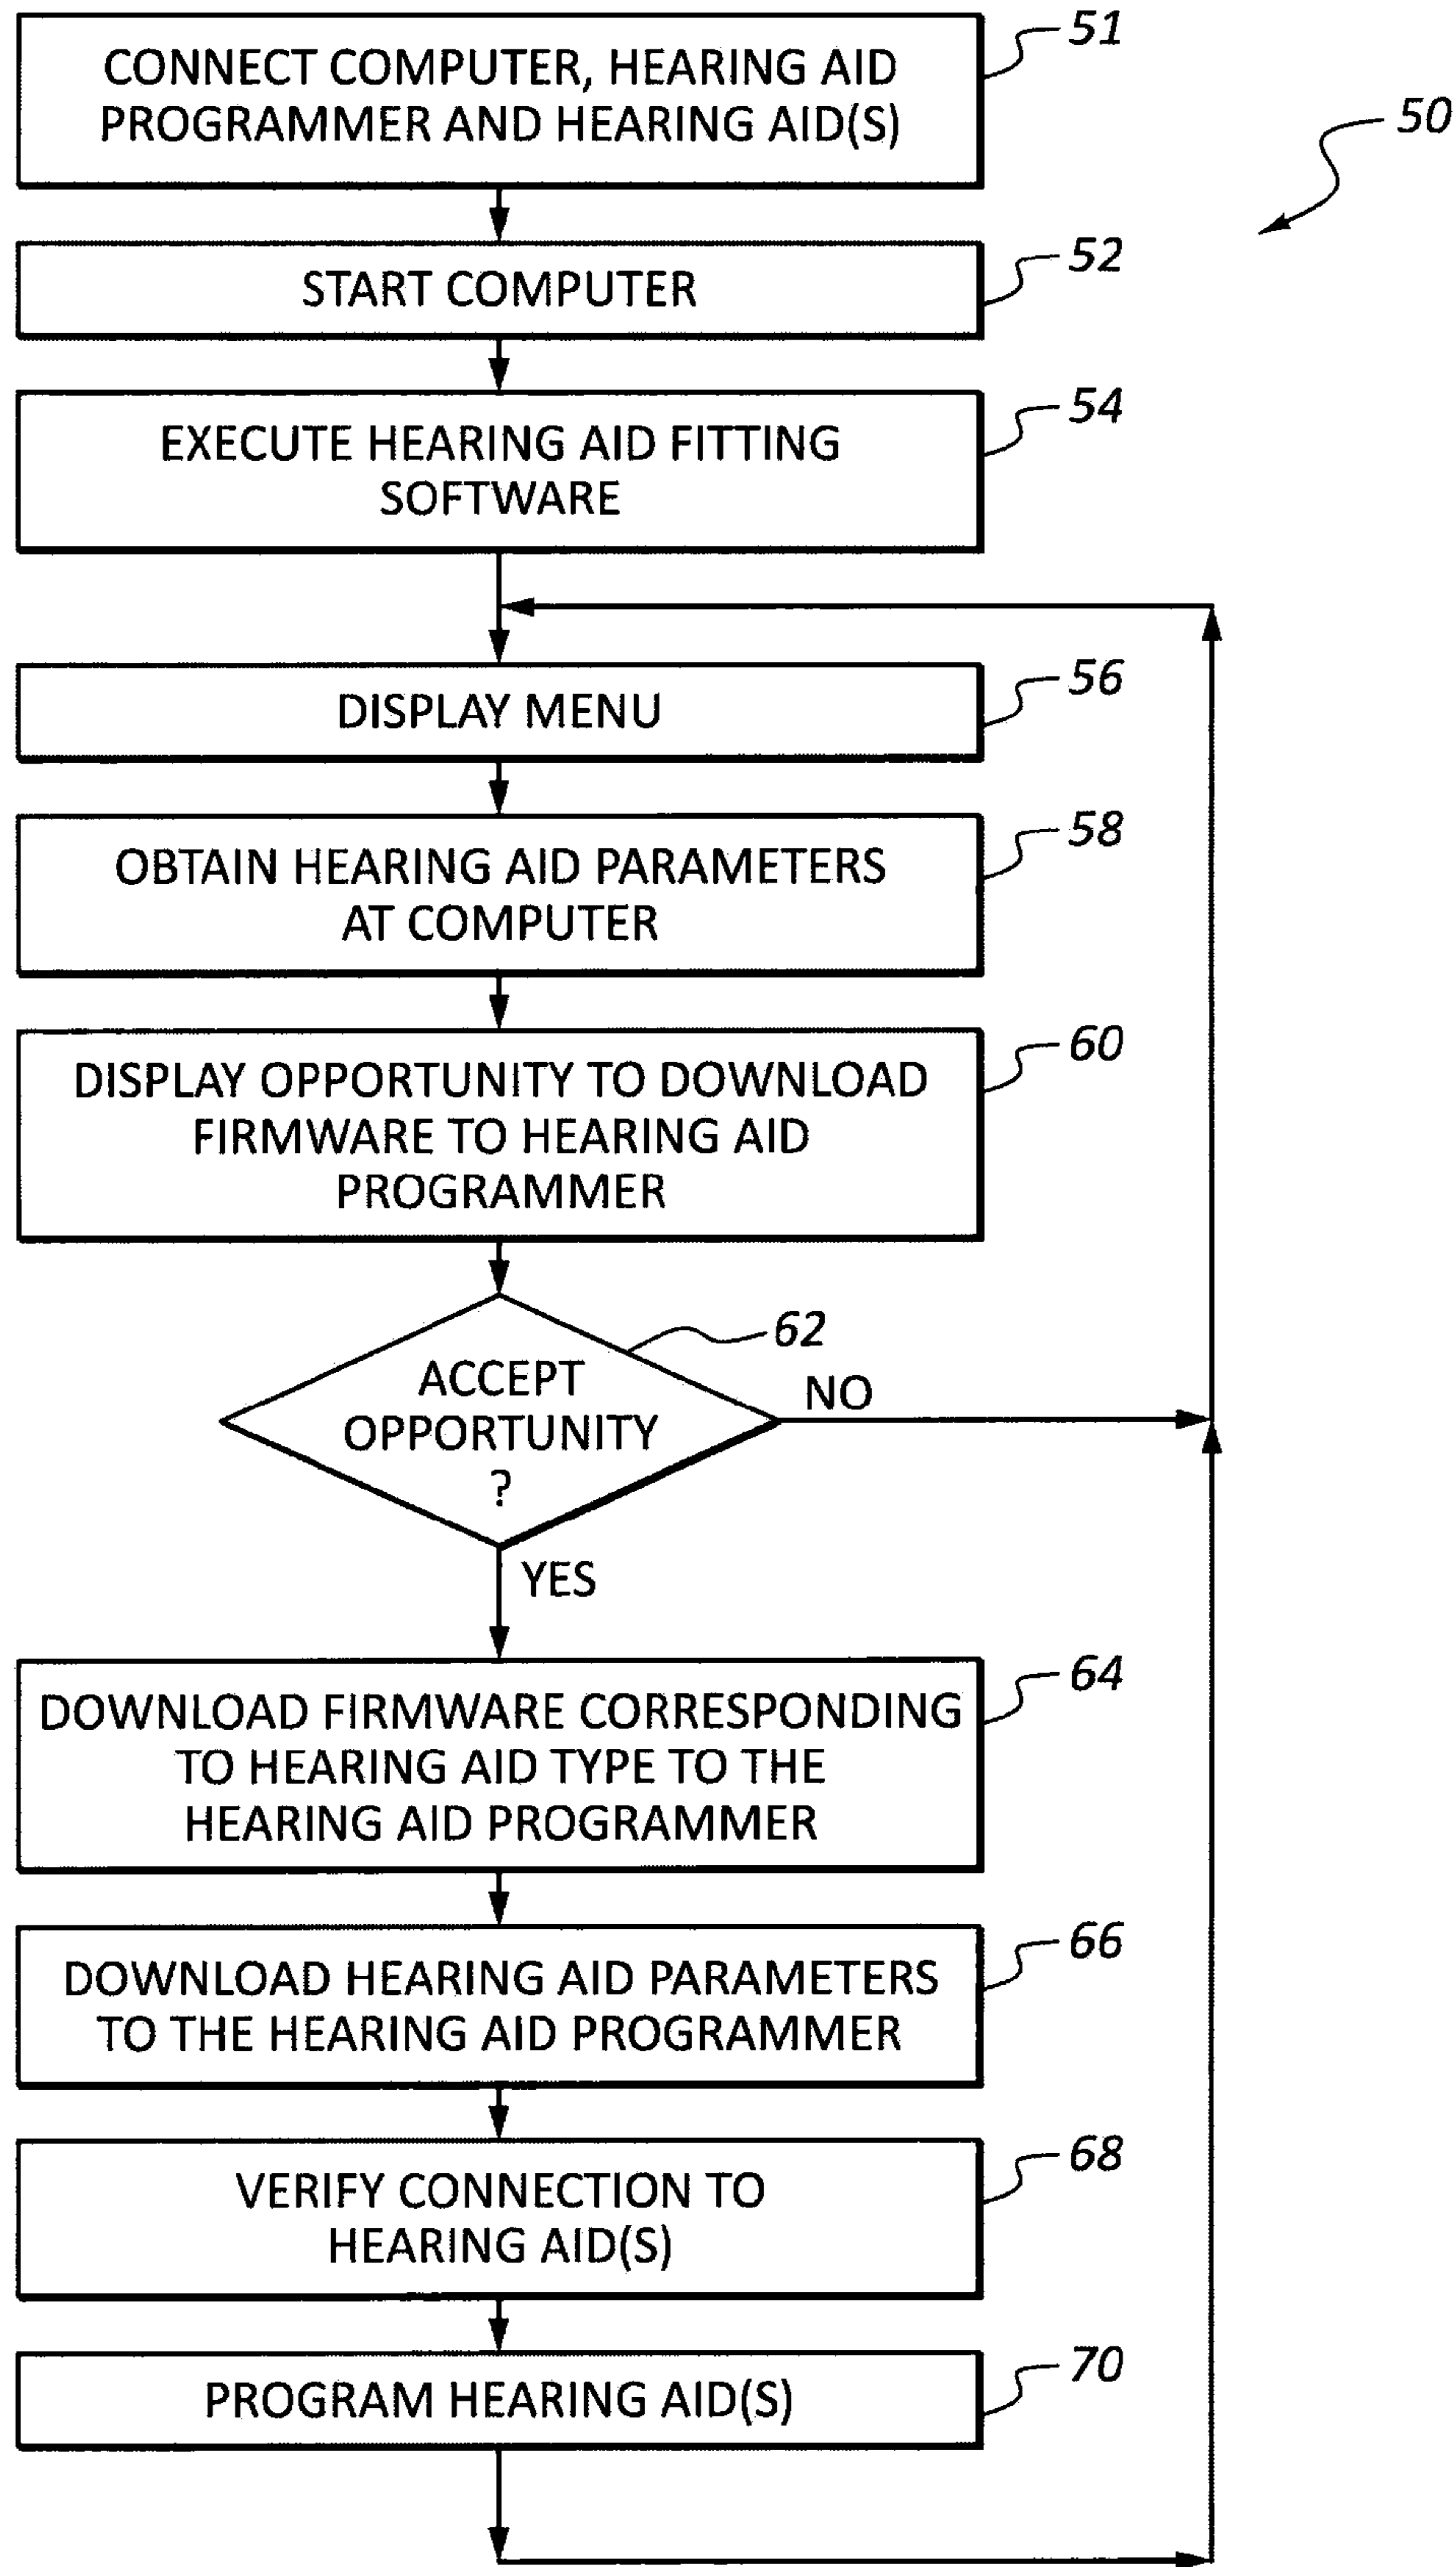 CONNECT COMPUTER, HEARING AID
PROGRAMMER AND HEARING AID(S)
51
50
START COMPUTER
52
EXECUTE HEARING AID FITTING
SOFTWARE
54
DISPLAY MENU
56
OBTAIN HEARING AID PARAMETERS
AT COMPUTER
58
DISPLAY OPPORTUNITY TO DOWNLOAD
FIRMWARE TO HEARING AID
PROGRAMMER
60
ACCEPT
OPPORTUNITY
?
62
NO
YES
DOWNLOAD FIRMWARE CORRESPONDING
TO HEARING AID TYPE TO THE
HEARING AID PROGRAMMER
64
DOWNLOAD HEARING AID PARAMETERS
TO THE HEARING AID PROGRAMMER
66
VERIFY CONNECTION TO
HEARING AID(S)
68
PROGRAM HEARING AID(S)
70